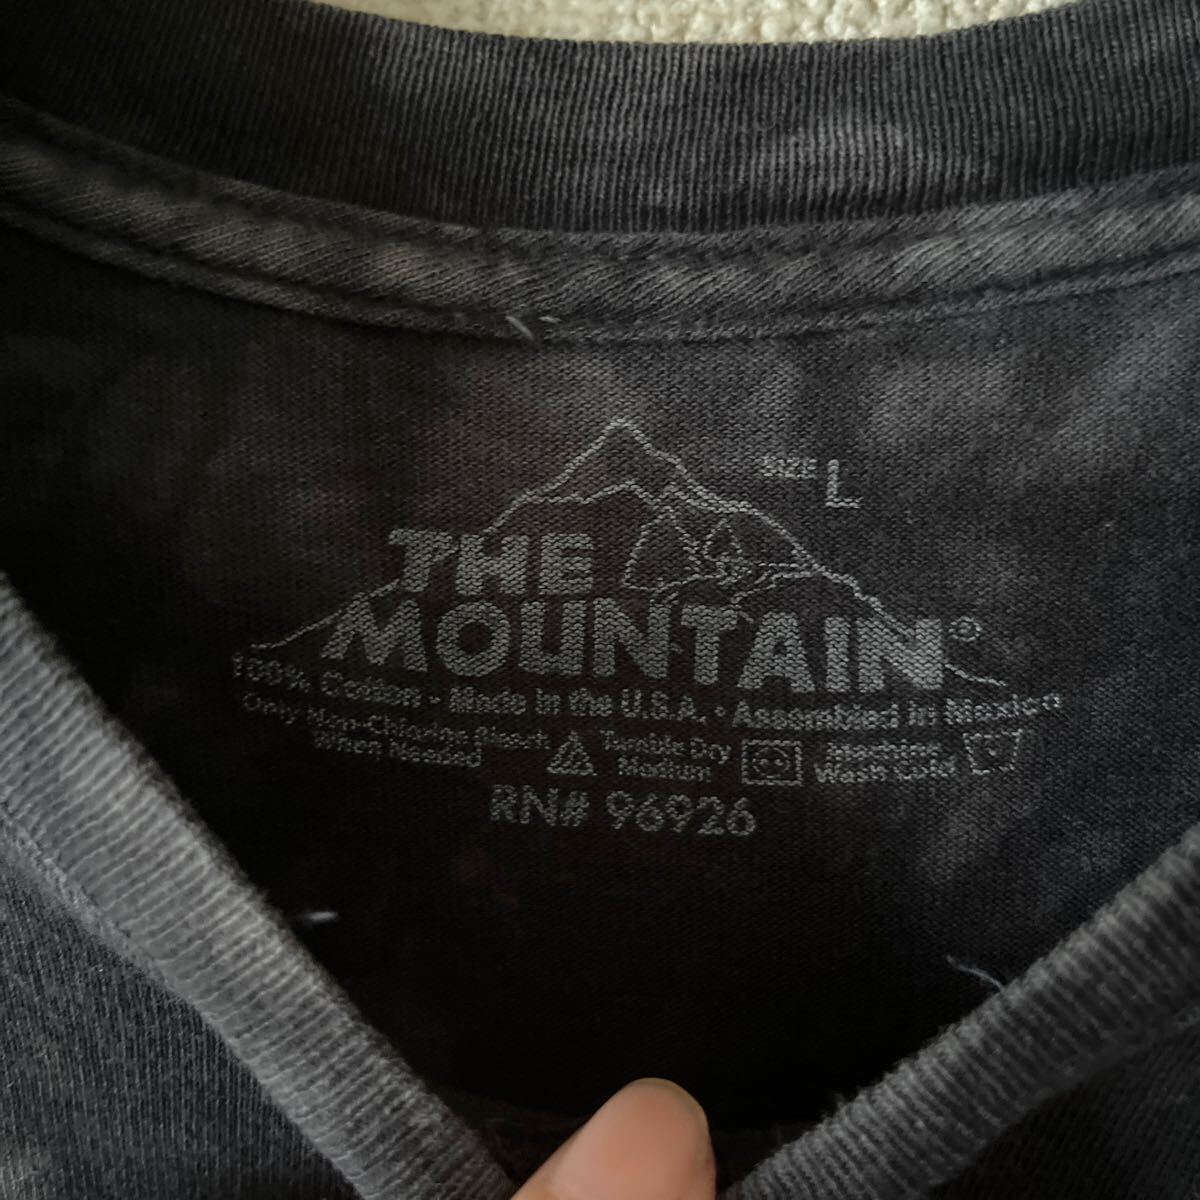 SIZE L
THE
MOUNTAIN®
100% Cotton • Made in the U.S.A. • Assembled in Mexico
Only Non-Chlorine Bleach When Needed
Tumble Dry Medium
Machine Wash Cold
RN# 96926